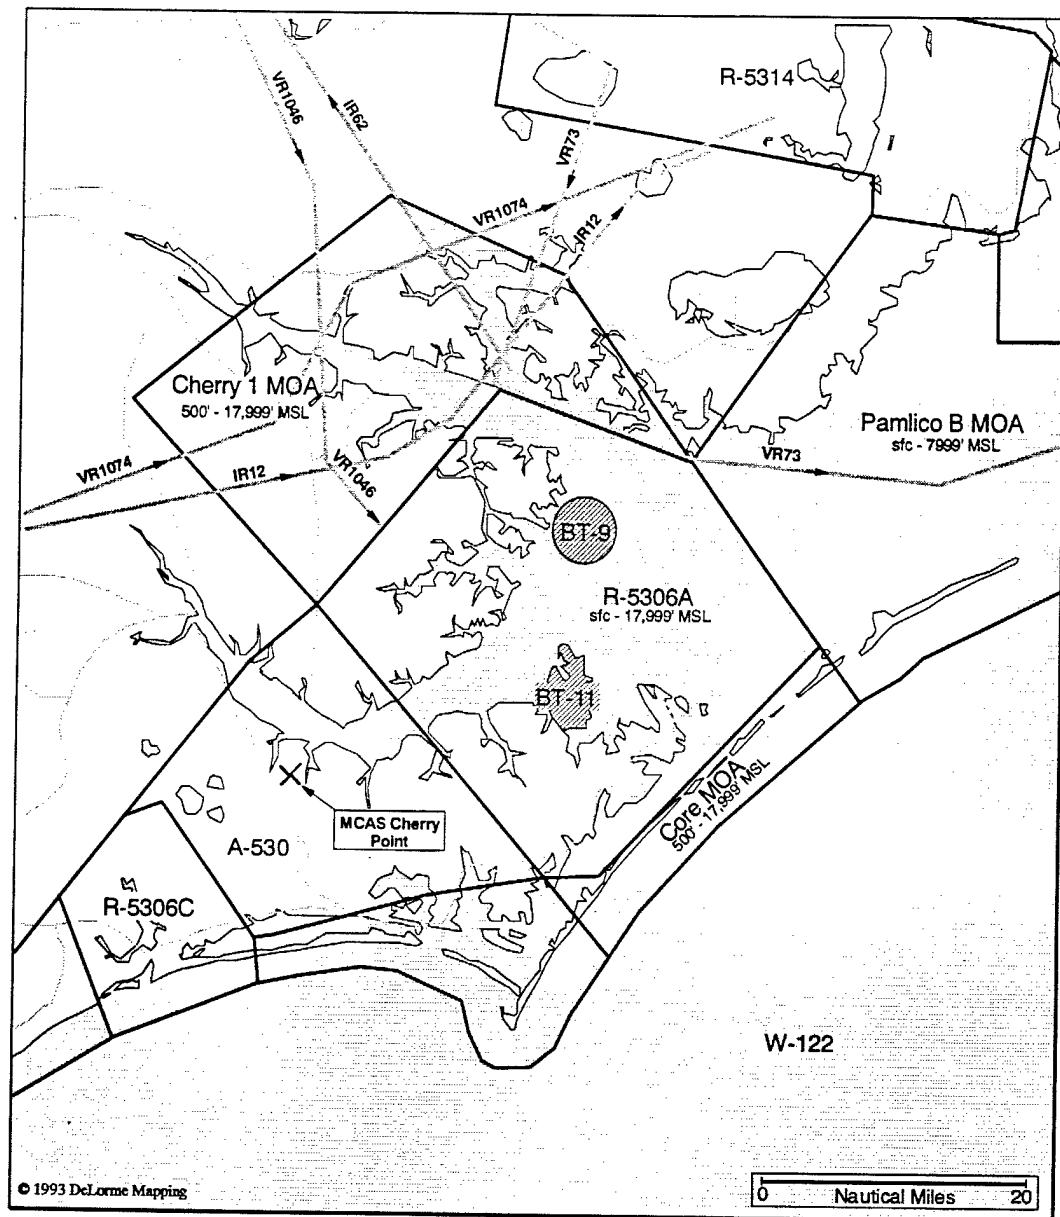 R-5314
VR1046
IR62
VR73
e
l
VR1074
IR12
Cherry 1 MOA
500' - 17,999' MSL
Pamlico B MOA
sfc - 7999' MSL
VR1074
IR12
VR1046
VR73
BT-9
R-5306A
sfc - 17,999' MSL
BT-11
Core MOA
500' - 17,999' MSL
MCAS Cherry
Point
A-530
R-5306C
W-122
© 1993 DeLorme Mapping
0
Nautical Miles
20